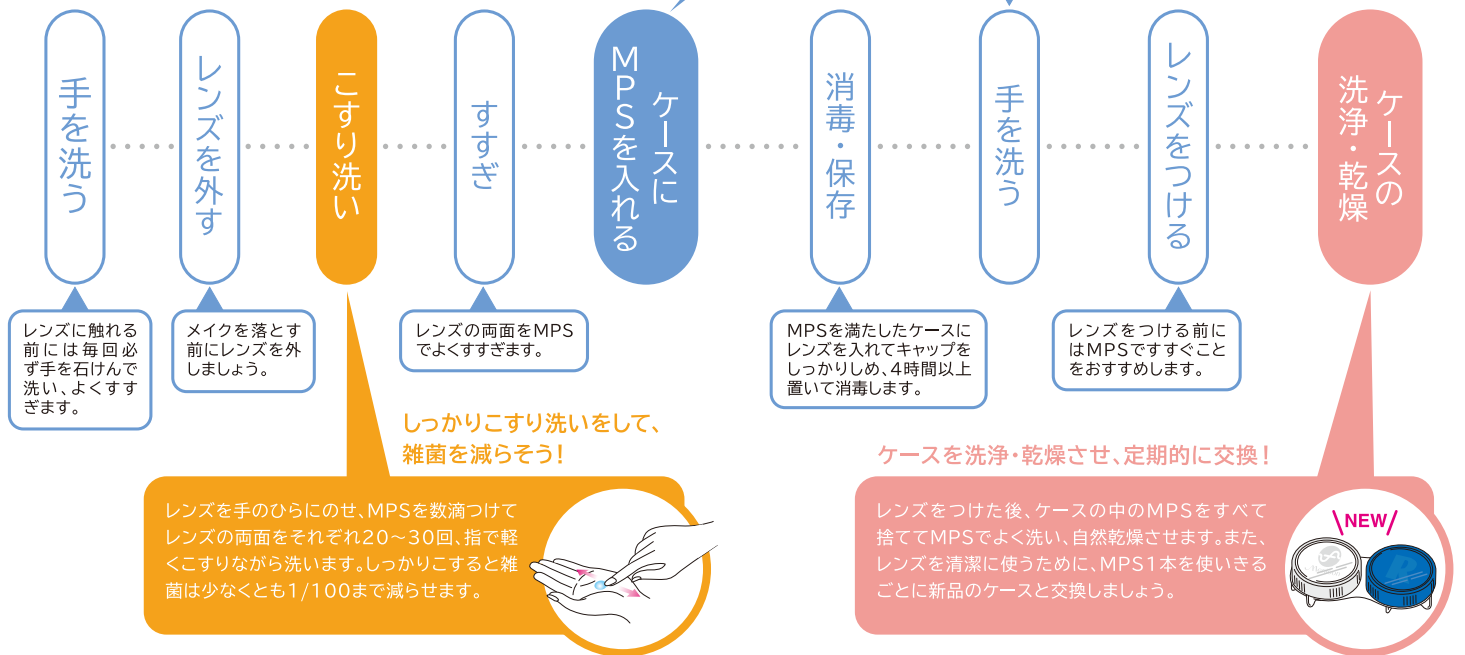 手を洗う
レンズを外す
こすり洗い
すすぎ
ケースに
MPSを入れる
消毒・保存
手を洗う
レンズをつける
ケースの
洗浄・乾燥
レンズに触れる
前には毎回必
ず手を石けんで
洗い、よくすす
ぎます。
メイクを落とす
前にレンズを外
しましょう。
レンズの両面をMPS
でよくすすぎます。
MPSを満たしたケースに
レンズを入れてキャップを
しっかりしめ、4時間以上
置いて消毒します。
レンズをつける前に
はMPSですすぐこと
をおすすめします。
しっかりこすり洗いをして、
雑菌を減らそう!
レンズを手のひらにのせ、MPSを数滴つけて
レンズの両面をそれぞれ20〜30回、指で軽
くこすりながら洗います。しっかりこすると雑
菌は少なくとも1/100まで減らせます。
ケースを洗浄・乾燥させ、定期的に交換!
レンズをつけた後、ケースの中のMPSをすべて
捨ててMPSでよく洗い、自然乾燥させます。また、
レンズを清潔に使うために、MPS1本を使いきる
ごとに新品のケースと交換しましょう。
\NEW/